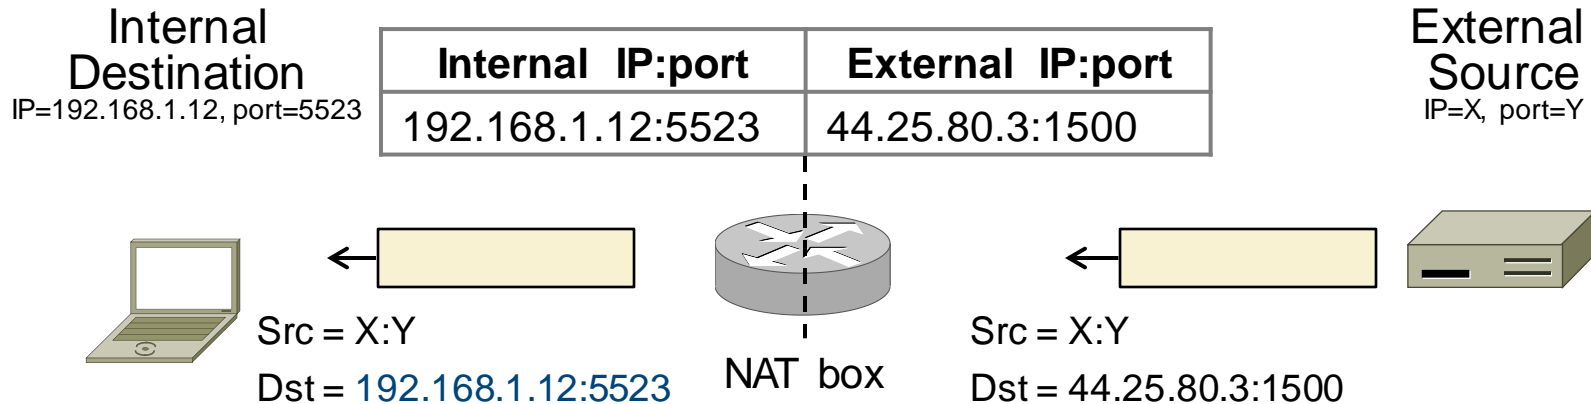 Internal
Destination
IP=192.168.1.12, port=5523
Internal IP:port External IP:port
192.168.1.12:5523 44.25.80.3:1500
External
Source
IP=X, port=Y
Src = X:Y
Dst = 192.168.1.12:5523
NAT box
Src = X:Y
Dst = 44.25.80.3:1500